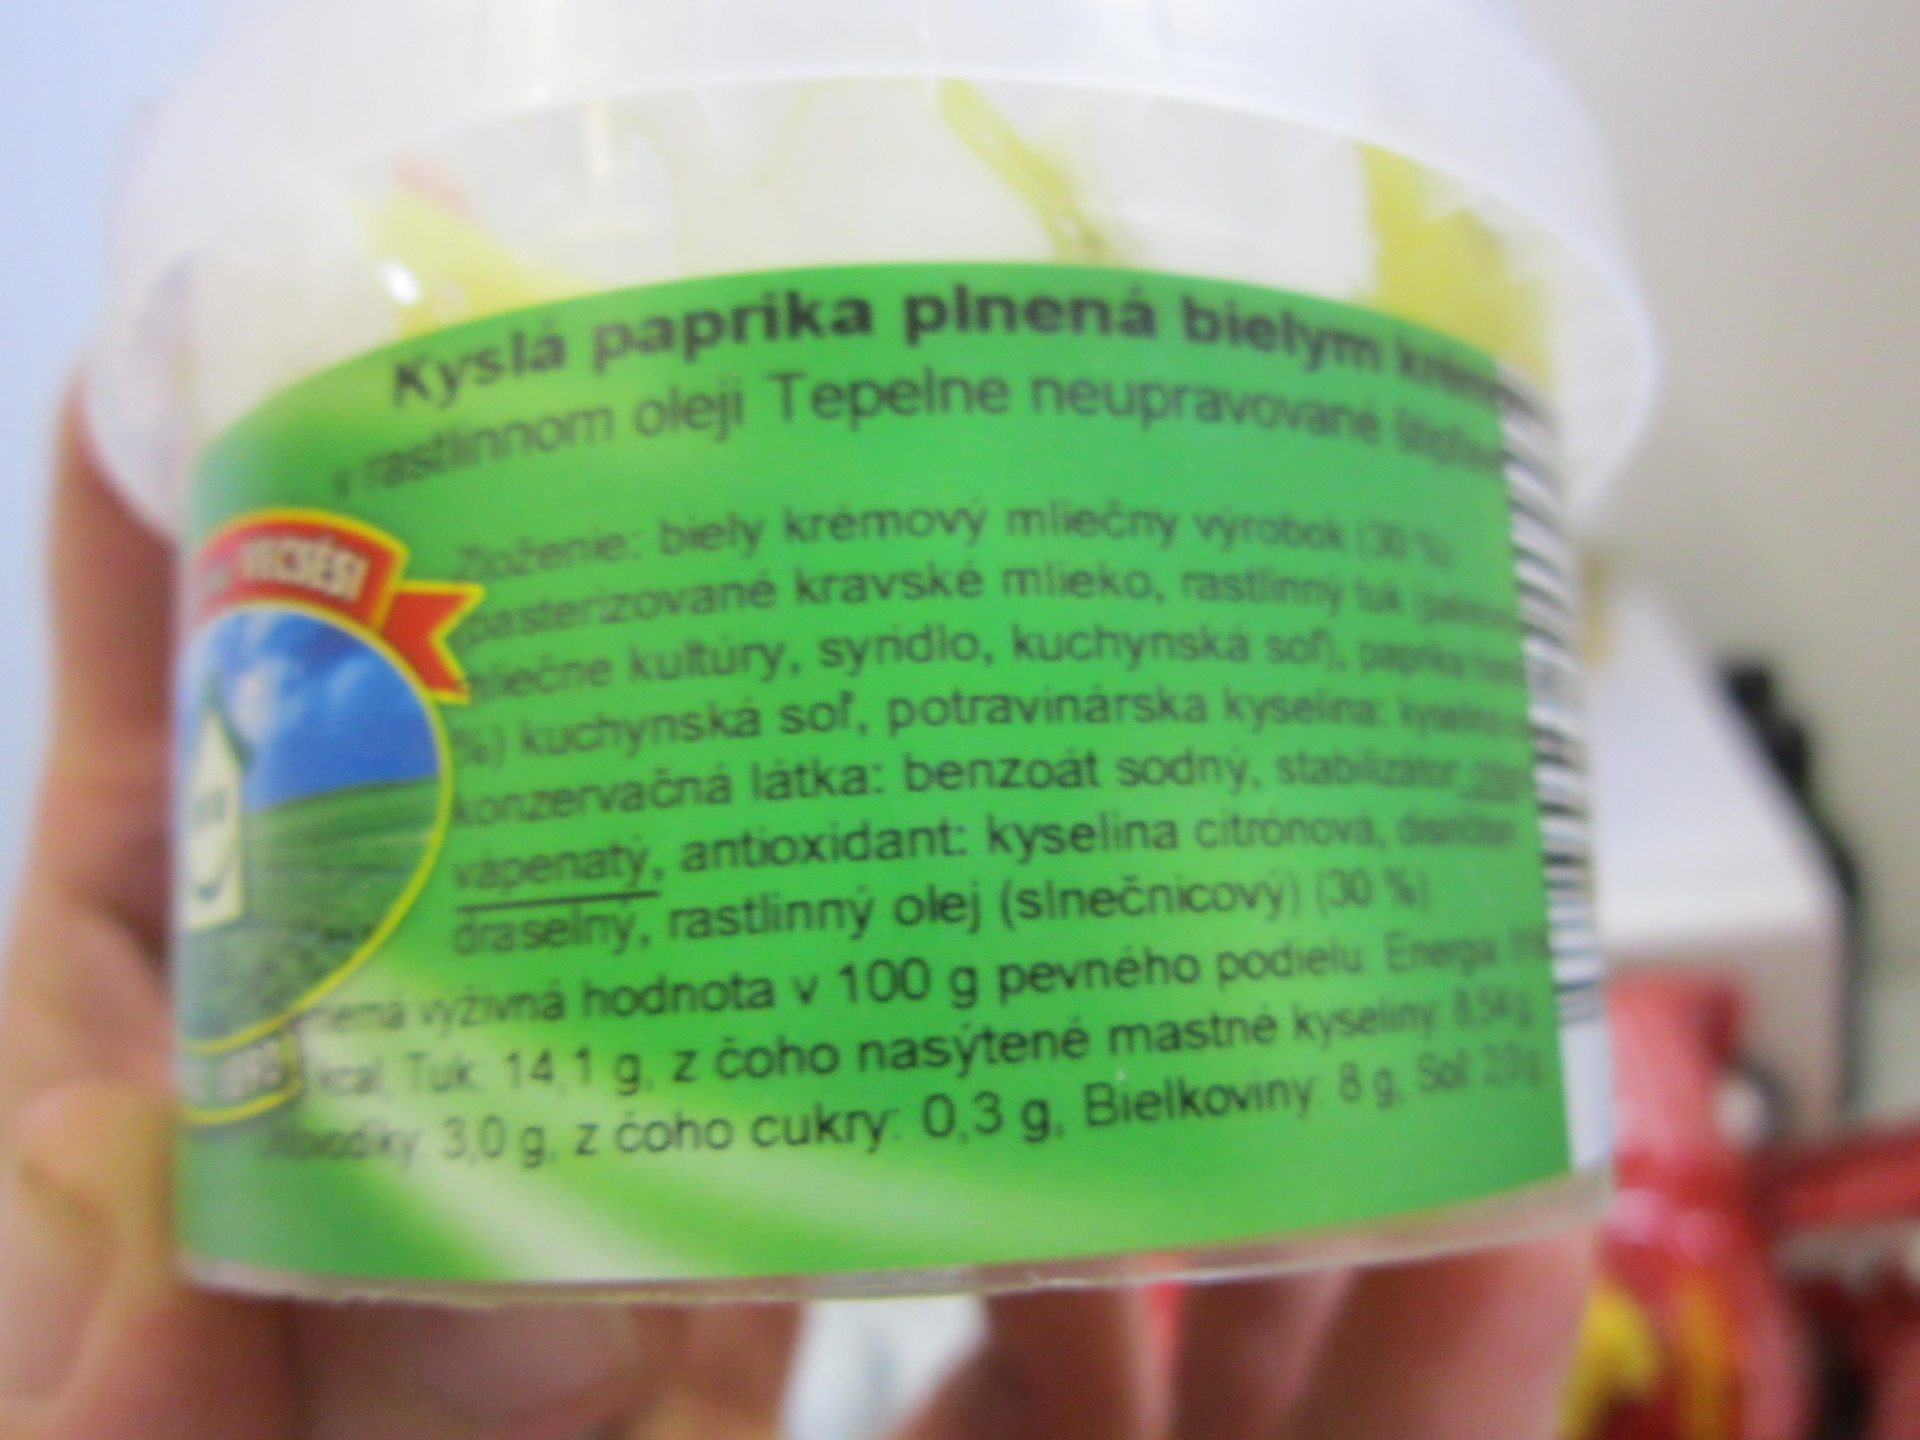 Kyslá paprika plnená bielym
v rastlinnom oleji Tepelne neupravované
VECSÉSI
Zloženie: biely krémový mliečny výrobok (30 %)
(pasterizované kravské mlieko, rastlinný tuk
mliečne kultúry, syridlo, kuchynská soľ), paprika
%) kuchynská soľ, potravinárska kyselina:
konzervačná látka: benzoát sodný, stabilizátor
vápenatý, antioxidant: kyselina citrónová,
draselný, rastlinný olej (slnečnicový) (30 %)
výživná hodnota v 100 g pevného podielu: Energia:
kcal, Tuk: 14,1 g, z čoho nasýtené mastné kyseliny: 8,54 g,
3,0 g, z čoho cukry: 0,3 g, Bielkoviny: 8 g, Soľ: